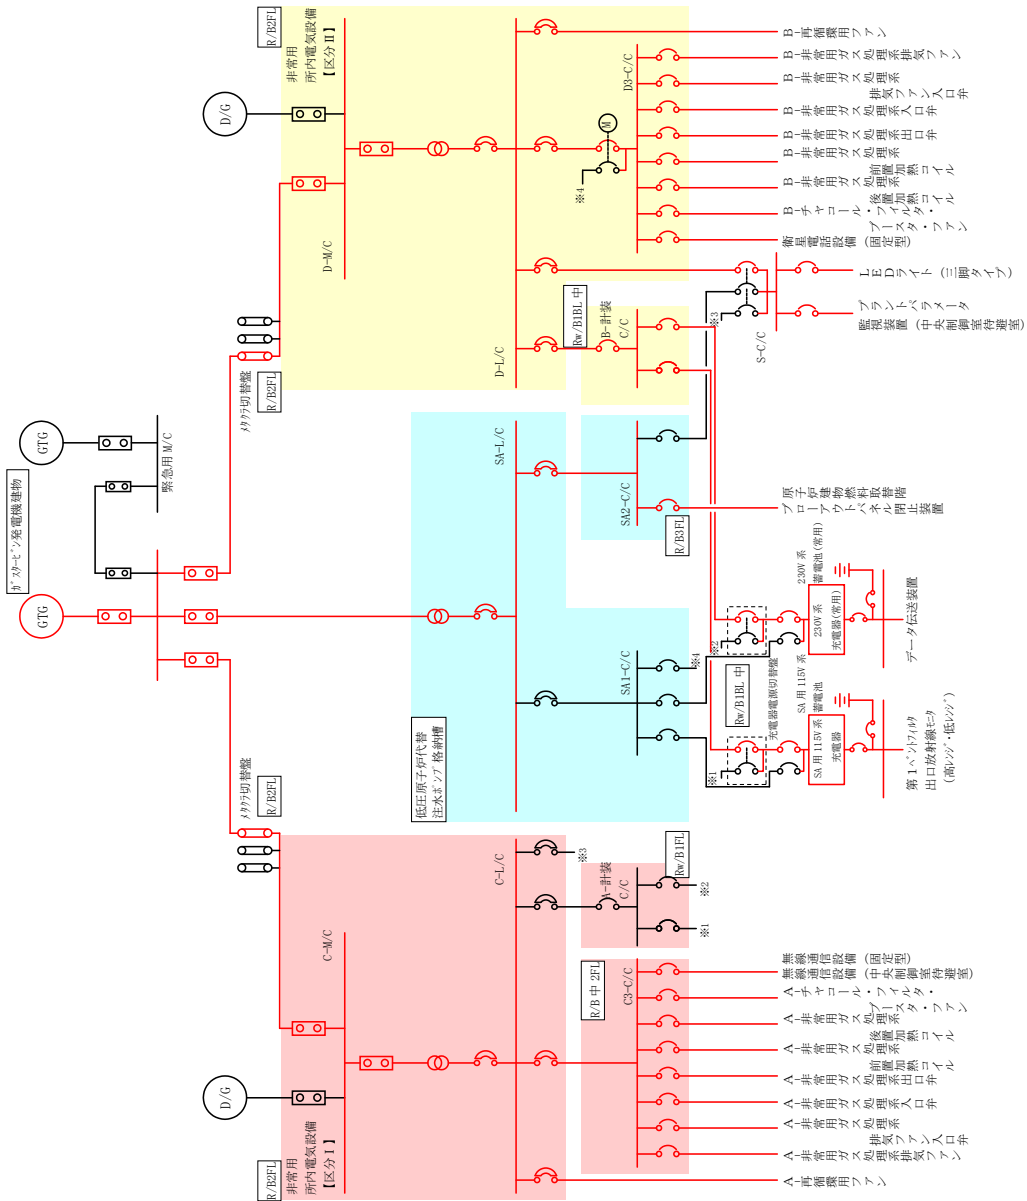 R/B2FL
非常用
所内電気設備
【区分Ⅱ】
D/G
D-M/C
D-L/C
D3-C/C
M
※4
B-再循環用ファン
B-非常用ガス処理系排気ファン
B-非常用ガス処理系
排気ファン入口弁
B-非常用ガス処理系入口弁
B-非常用ガス処理系出口弁
B-非常用ガス処理系
前置加熱コイル
B-非常用ガス処理系
後置加熱コイル
B-チャコール・フィルタ・
ブースタ・ファン
衛星電話設備(固定型)
LEDライト(三脚タイプ)
プラントパラメータ
監視装置(中央制御室待避室)
S-C/C
※3
Rw/B1BL 中
B-計装
C/C
メタクラ切替盤
R/B2FL
GTG
緊急用 M/C
ガスタービン発電機建物
GTG
SA-L/C
SA2-C/C
R/B3FL
原子炉建物燃料取替階
ブローアウトパネル閉止装置
SA1-C/C
※4
低圧原子炉代替
注水ポンプ格納槽
※2
230V 系
蓄電池(常用)
230V 系
充電器(常用)
データ伝送装置
Rw/B1BL 中
充電器電源切替盤
※1
SA 用 115V 系
蓄電池
SA 用 115V 系
充電器
第1ベントフィルタ
出口放射線モニタ
(高レンジ・低レンジ)
メタクラ切替盤
R/B2FL
C-M/C
C-L/C
※3
A-計装
C/C
Rw/B1FL
※2
※1
R/B 中 2FL
C3-C/C
無線通信設備(固定型)
無線通信設備(中央制御室待避室)
A-チャコール・フィルタ・
ブースタ・ファン
A-非常用ガス処理系
後置加熱コイル
A-非常用ガス処理系
前置加熱コイル
A-非常用ガス処理系出口弁
A-非常用ガス処理系入口弁
A-非常用ガス処理系
排気ファン入口弁
A-非常用ガス処理系排気ファン
A-再循環用ファン
D/G
R/B2FL
非常用
所内電気設備
【区分Ⅰ】